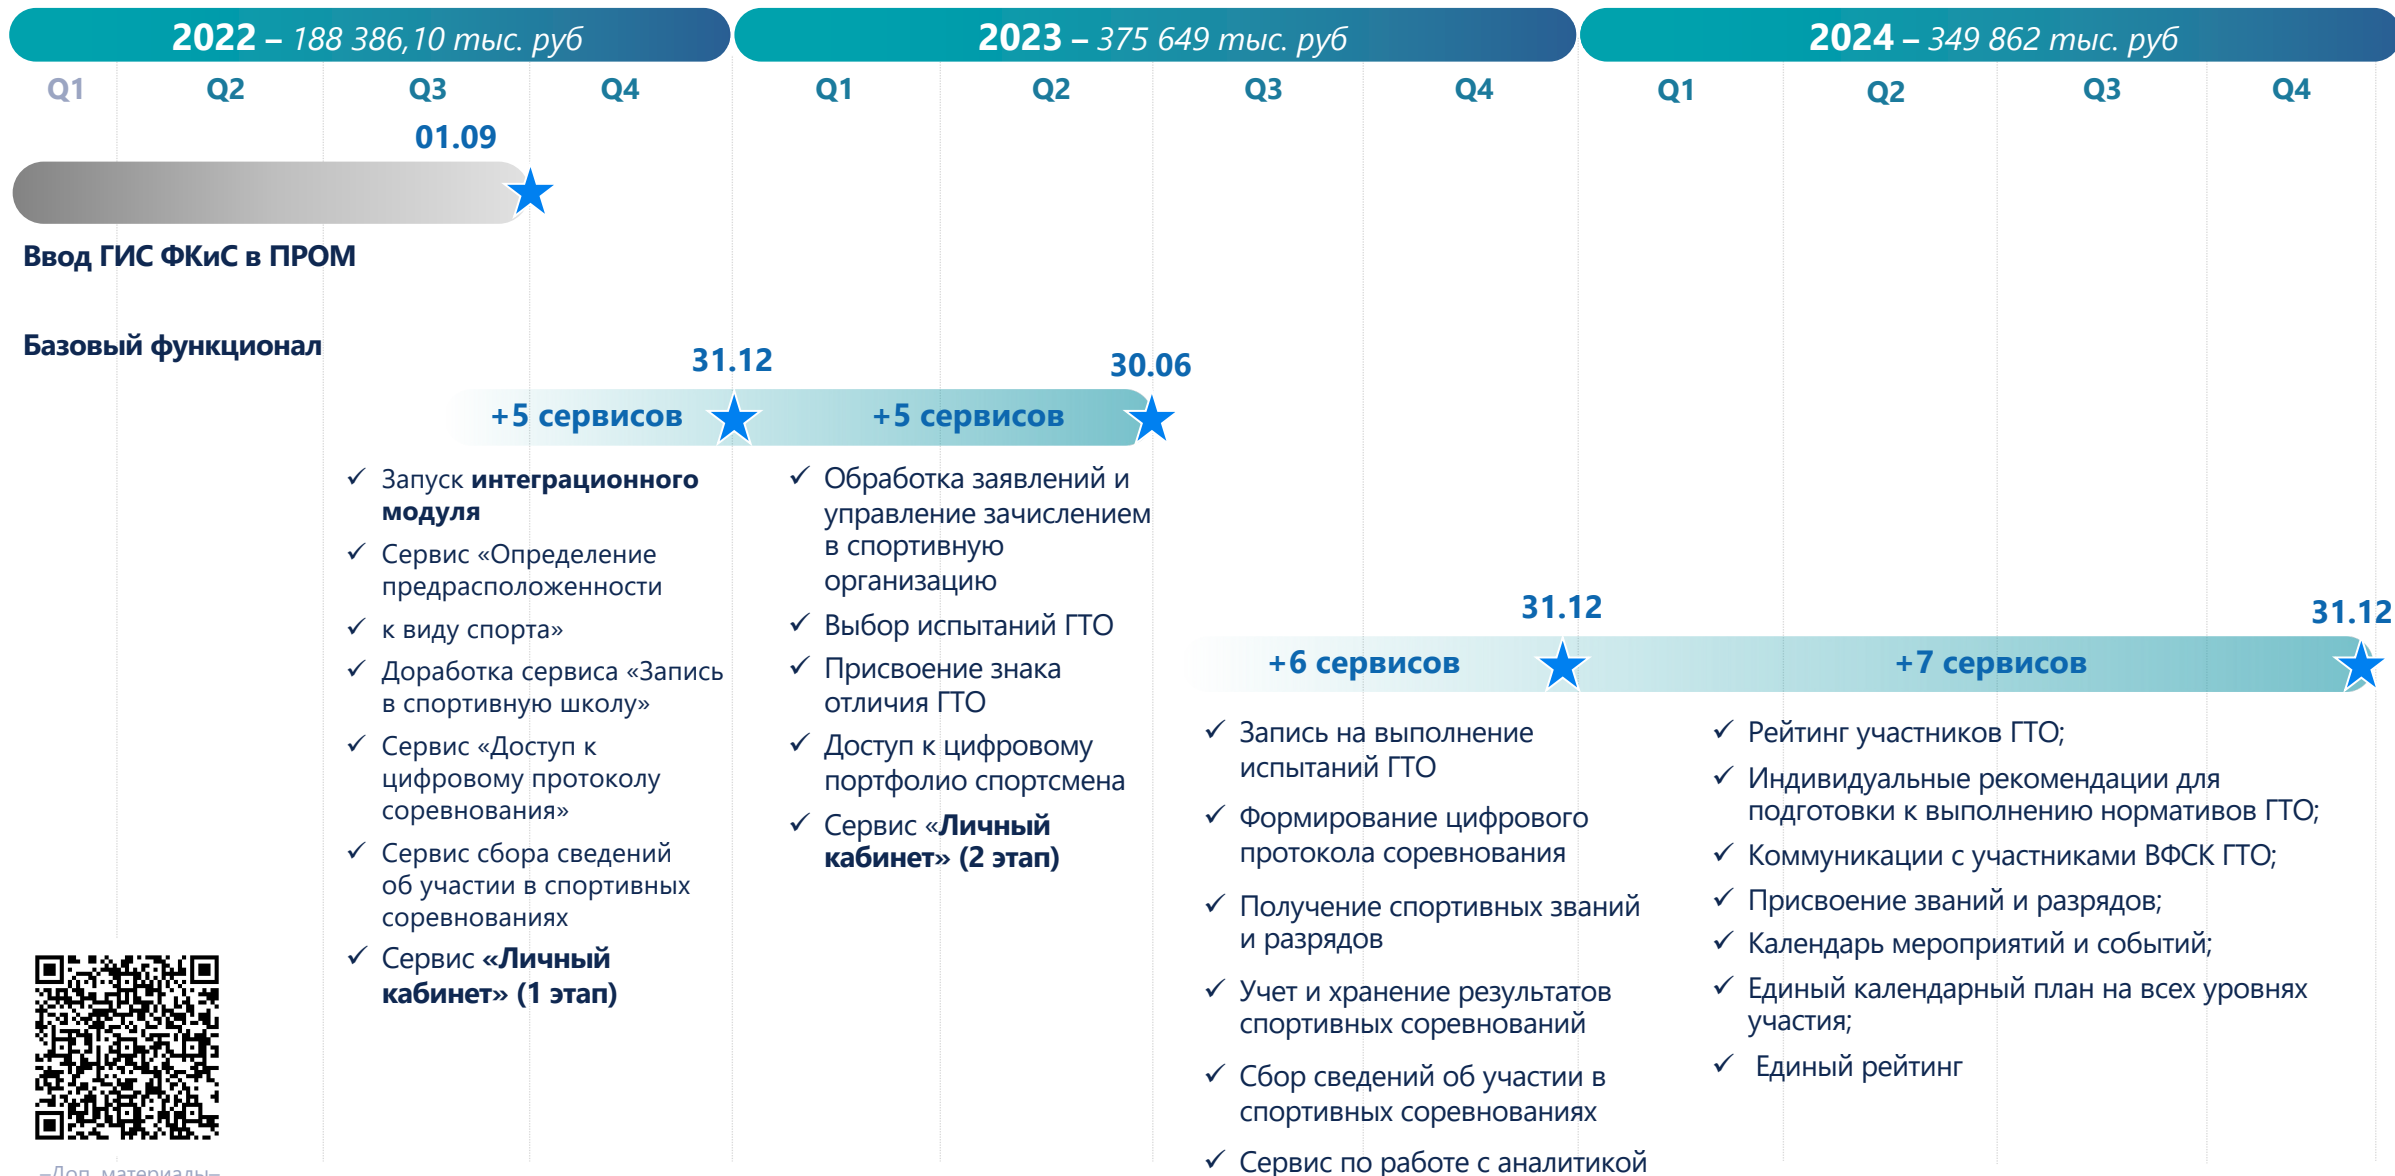 2022 – 188 386,10 тыс. руб
2023 – 375 649 тыс. руб
2024 – 349 862 тыс. руб
Q1 Q2 Q3 Q4 Q1 Q2 Q3 Q4 Q1 Q2 Q3 Q4
01.09
Ввод ГИС ФКиС в ПРОМ
Базовый функционал
31.12
+5 сервисов
✓ Запуск интеграционного
модуля
✓ Сервис «Определение
предрасположенности
✓ к виду спорта»
✓ Доработка сервиса «Запись
в спортивную школу»
✓ Сервис «Доступ к
цифровому протоколу
соревнования»
✓ Сервис сбора сведений
об участии в спортивных
соревнованиях
✓ Сервис «Личный
кабинет» (1 этап)
30.06
+5 сервисов
✓ Обработка заявлений и
управление зачислением
в спортивную
организацию
✓ Выбор испытаний ГТО
✓ Присвоение знака
отличия ГТО
✓ Доступ к цифровому
портфолио спортсмена
✓ Сервис «Личный
кабинет» (2 этап)
31.12
+6 сервисов
✓ Запись на выполнение
испытаний ГТО
✓ Формирование цифрового
протокола соревнования
✓ Получение спортивных званий
и разрядов
✓ Учет и хранение результатов
спортивных соревнований
✓ Сбор сведений об участии в
спортивных соревнованиях
✓ Сервис по работе с аналитикой
31.12
+7 сервисов
✓ Рейтинг участников ГТО;
✓ Индивидуальные рекомендации для
подготовки к выполнению нормативов ГТО;
✓ Коммуникации с участниками ВФСК ГТО;
✓ Присвоение званий и разрядов;
✓ Календарь мероприятий и событий;
✓ Единый календарный план на всех уровнях
участия;
✓ Единый рейтинг
–Доп. материалы–